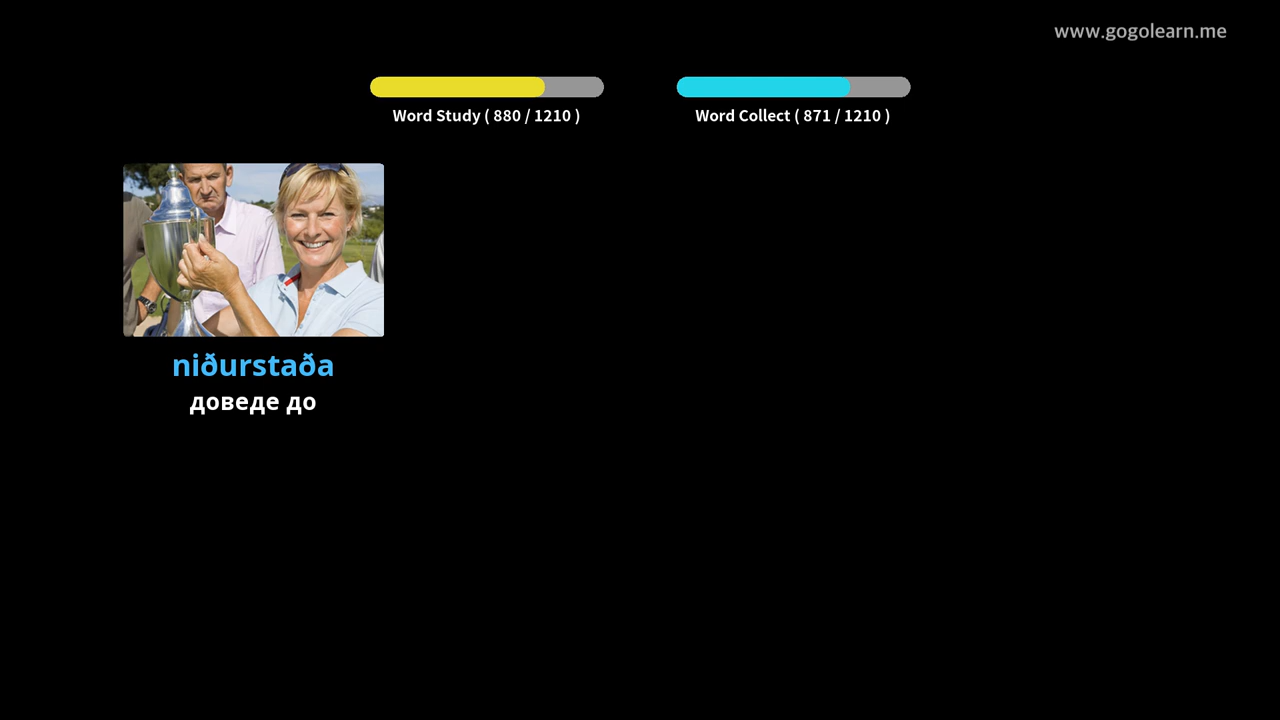 www.gogolearn.me
Word Study ( 880 / 1210 )
Word Collect ( 871 / 1210 )
niðurstaða
доведе до